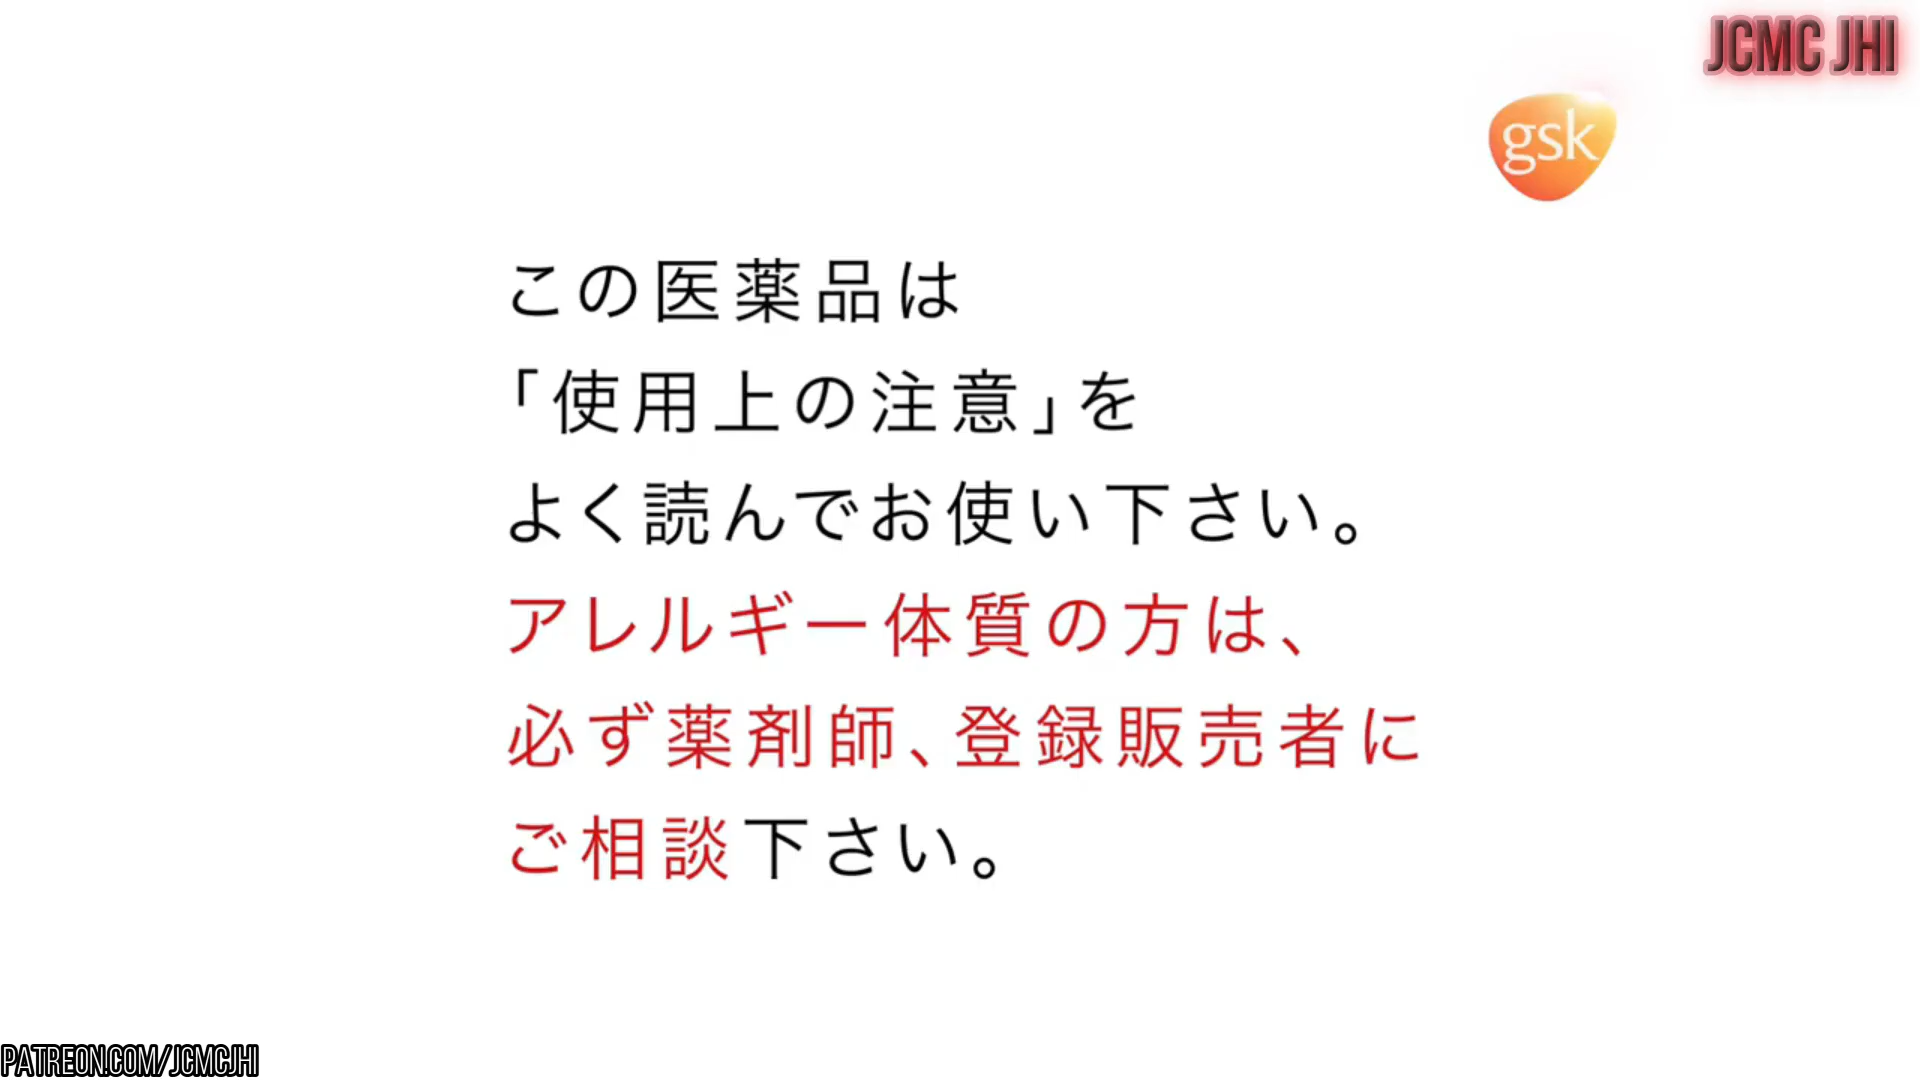 JCMC JHI
gsk
この医薬品は
「使用上の注意」を
よく読んでお使い下さい。
アレルギー体質の方は、
必ず薬剤師、登録販売者に
ご相談下さい。
PATREON.COM/JCMCJHI